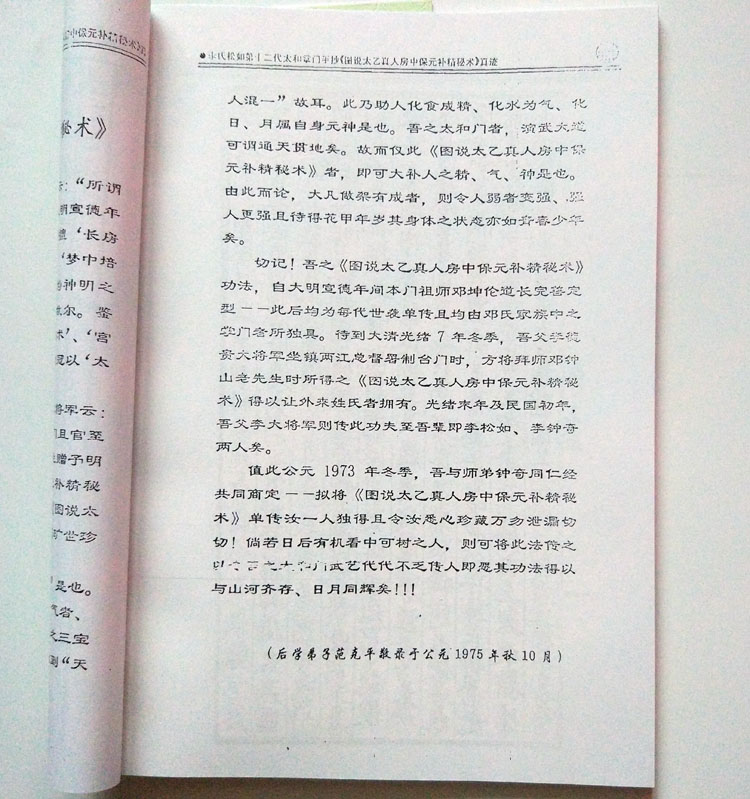 中保元补精秘术》真
秘术》
“所谓
明宣德年
‘长房
‘梦中培
神明之
尔。鉴
术’、‘宫
以‘太
将军云：
且官至
赠予明
补精秘
图说太
旷世珍
是也。
气者、
三宝
则“天
●李氏松如第十二代太和掌门年抄《图说太乙真人房中保元补精秘术》真迹
人混一”故耳。此乃助人化食成精、化水为气、化
日、月属自身元神是也。吾之太和门者，演武大道
可谓通天贯地矣。故而仅此《图说太乙真人房中保
元补精秘术》者，即可大补人之精、气、神是也。
由此而论，大凡做架有成者，则令人弱者变强、强
人更强且待得花甲年岁其身体之状态亦如青春少年
矣。
切记！吾之《图说太乙真人房中保元补精秘术》
功法，自大明宣德年间本门祖师邓坤伦道长完善定
型——此后均为每代世袭单传且均由邓氏家族中之
掌门者所独具。待到大清光绪7年冬季，吾父李德
贵大将军坐镇两江总督署制台门时，方将拜师邓钟
山老先生时所得之《图说太乙真人房中保元补精秘
术》得以让外来姓氏者拥有。光绪末年及民国初年，
吾父李大将军则传此功夫至吾辈即李松如、李钟奇
两人矣。
值此公元1973年冬季，吾与师弟钟奇同仁经
共同商定——拟将《图说太乙真人房中保元补精秘
术》单传汝一人独得且令汝悉心珍藏万勿泄漏切
切！倘若日后有机看中可树之人，则可将此法传之
以 太和门武艺代代不乏传人即恐其功法得以
与山河齐存、日月同辉矣！！！
（后学弟子范克平敬录于公元1975年秋10月）